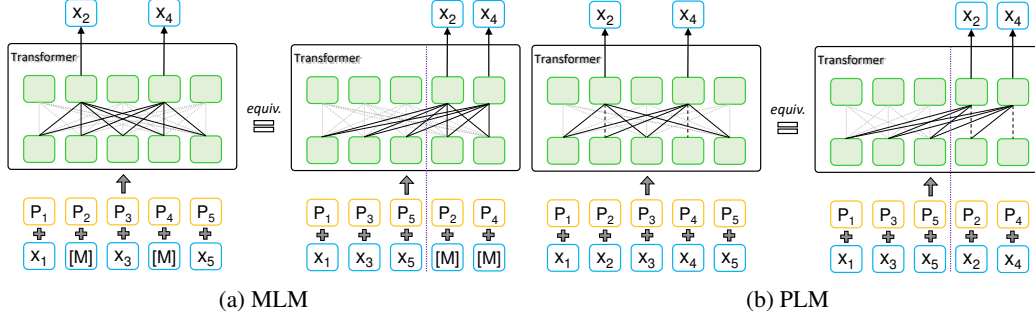 x2 x4 x2 x4 x2 x4 x2 x4
Transformer Transformer Transformer Transformer
equiv. equiv.
P1 P2 P3 P4 P5 P1 P3 P5 P2 P4 P1 P2 P3 P4 P5 P1 P3 P5 P2 P4
x1 [M] x3 [M] x5 x1 x3 x5 [M] [M] x1 x2 x3 x4 x5 x1 x3 x5 x2 x4
(a) MLM (b) PLM